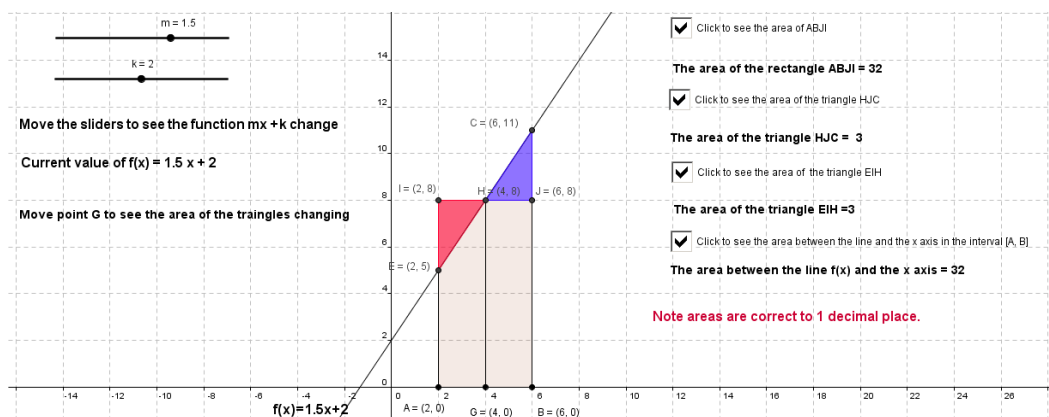 m = 1.5
k = 2
Move the sliders to see the function mx +k change
Current value of f(x) = 1.5 x + 2
Move point G to see the area of the traingles changing
14
12
10
8
6
4
2
0
-14
-12
-10
-8
-6
-4
-2
0
2
4
6
8
10
12
14
16
18
20
22
24
26
C = (6, 11)
I = (2, 8)
H = (4, 8)
J = (6, 8)
E = (2, 5)
f(x)=1.5x+2
A = (2, 0)
G = (4, 0)
B = (6, 0)
Click to see the area of ABJI
The area of the rectangle ABJI = 32
Click to see the area of the triangle HJC
The area of the triangle HJC = 3
Click to see the area of the triangle EIH
The area of the triangle EIH =3
Click to see the area between the line and the x axis in the interval [A, B]
The area between the line f(x) and the x axis = 32
Note areas are correct to 1 decimal place.